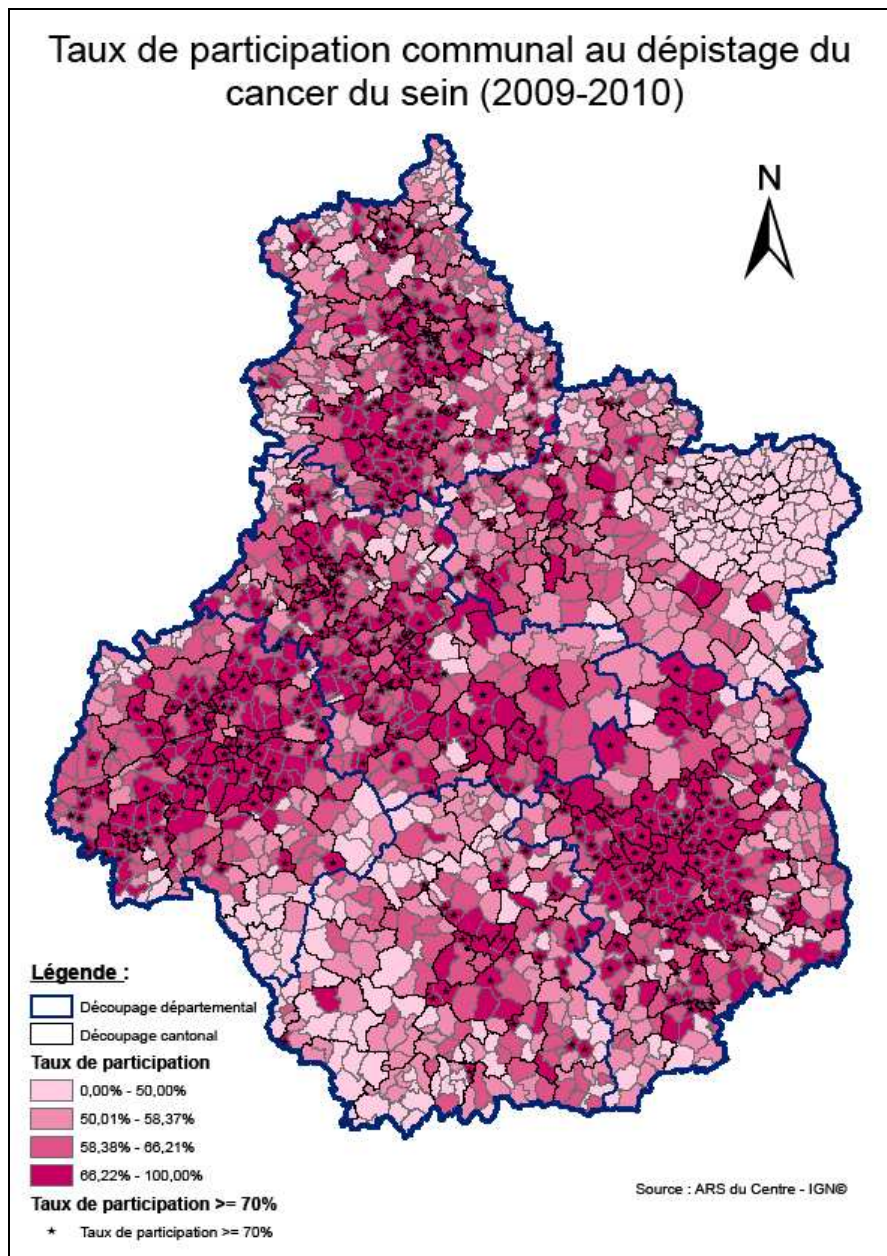 Taux de participation communal au dépistage du
cancer du sein (2009-2010)
N
Légende :
Découpage départemental
Découpage cantonal
Taux de participation
0,00% - 50,00%
50,01% - 58,37%
58,38% - 66,21%
66,22% - 100,00%
Taux de participation >= 70%
Taux de participation >= 70%
Source : ARS du Centre - IGN©